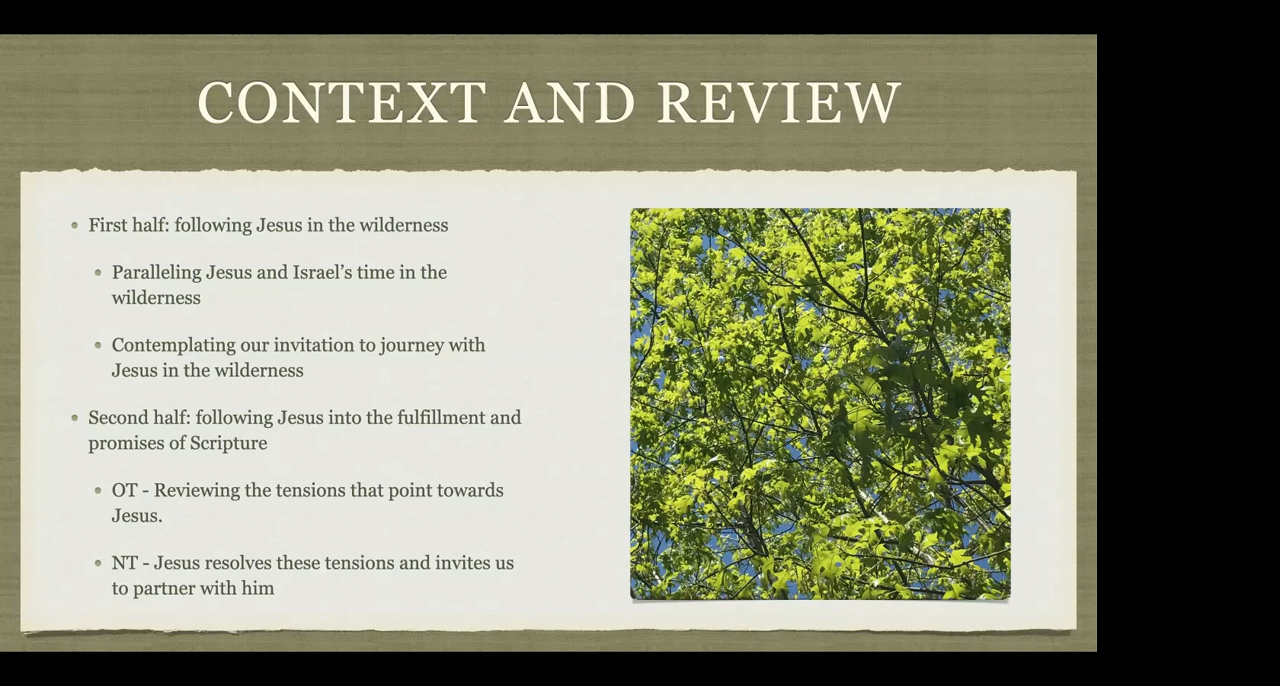 CONTEXT AND REVIEW
First half: following Jesus in the wilderness
Paralleling Jesus and Israel’s time in the
wilderness
Contemplating our invitation to journey with
Jesus in the wilderness
Second half: following Jesus into the fulfillment and
promises of Scripture
OT - Reviewing the tensions that point towards
Jesus.
NT - Jesus resolves these tensions and invites us
to partner with him